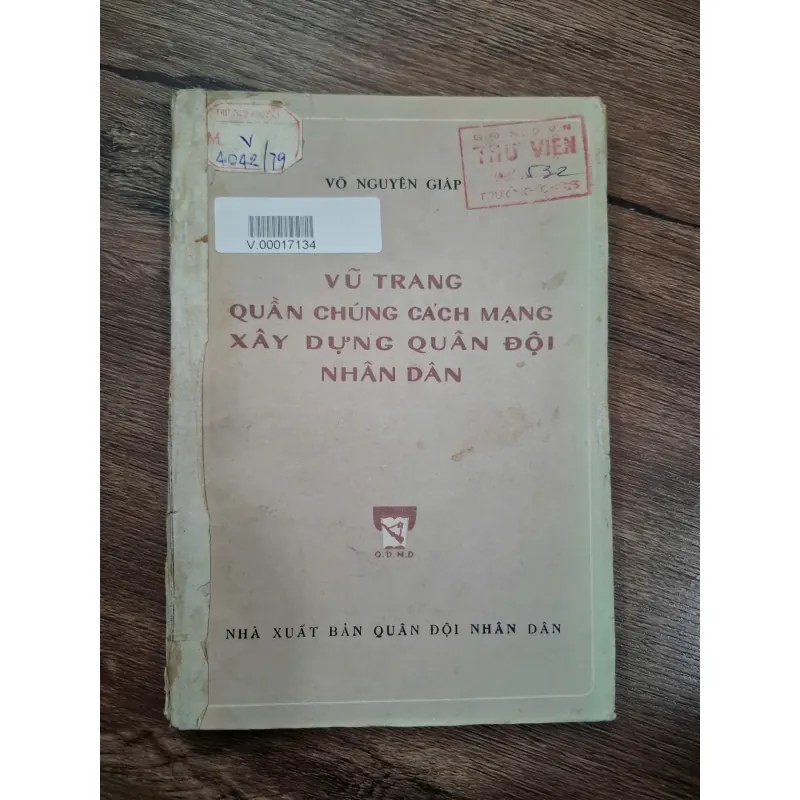 M V
4042/79
Q.Đ.N.D.V.N
THƯ VIỆN
532
VÕ NGUYÊN GIÁP
V.00017134
VŨ TRANG
QUẦN CHÚNG CÁCH MẠNG
XÂY DỰNG QUÂN ĐỘI
NHÂN DÂN
Q.D.N.D
NHÀ XUẤT BẢN QUÂN ĐỘI NHÂN DÂN